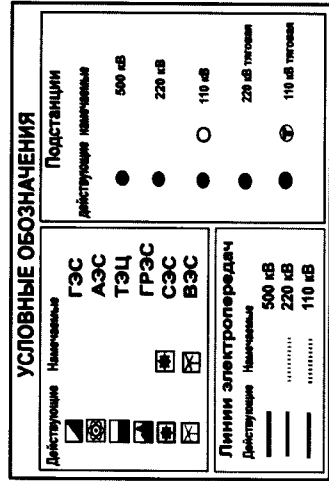 УСЛОВНЫЕ ОБОЗНАЧЕНИЯ
Действующие Намечаемые
ГЭС
АЭС
ТЭЦ
ГРЭС
СЭС
ВЭС
Линии электропередач
Действующие Намечаемые
500 кВ
220 кВ
110 кВ
Подстанции
действующие намечаемые
500 кВ
220 кВ
110 кВ
220 кВ тяговая
110 кВ тяговая